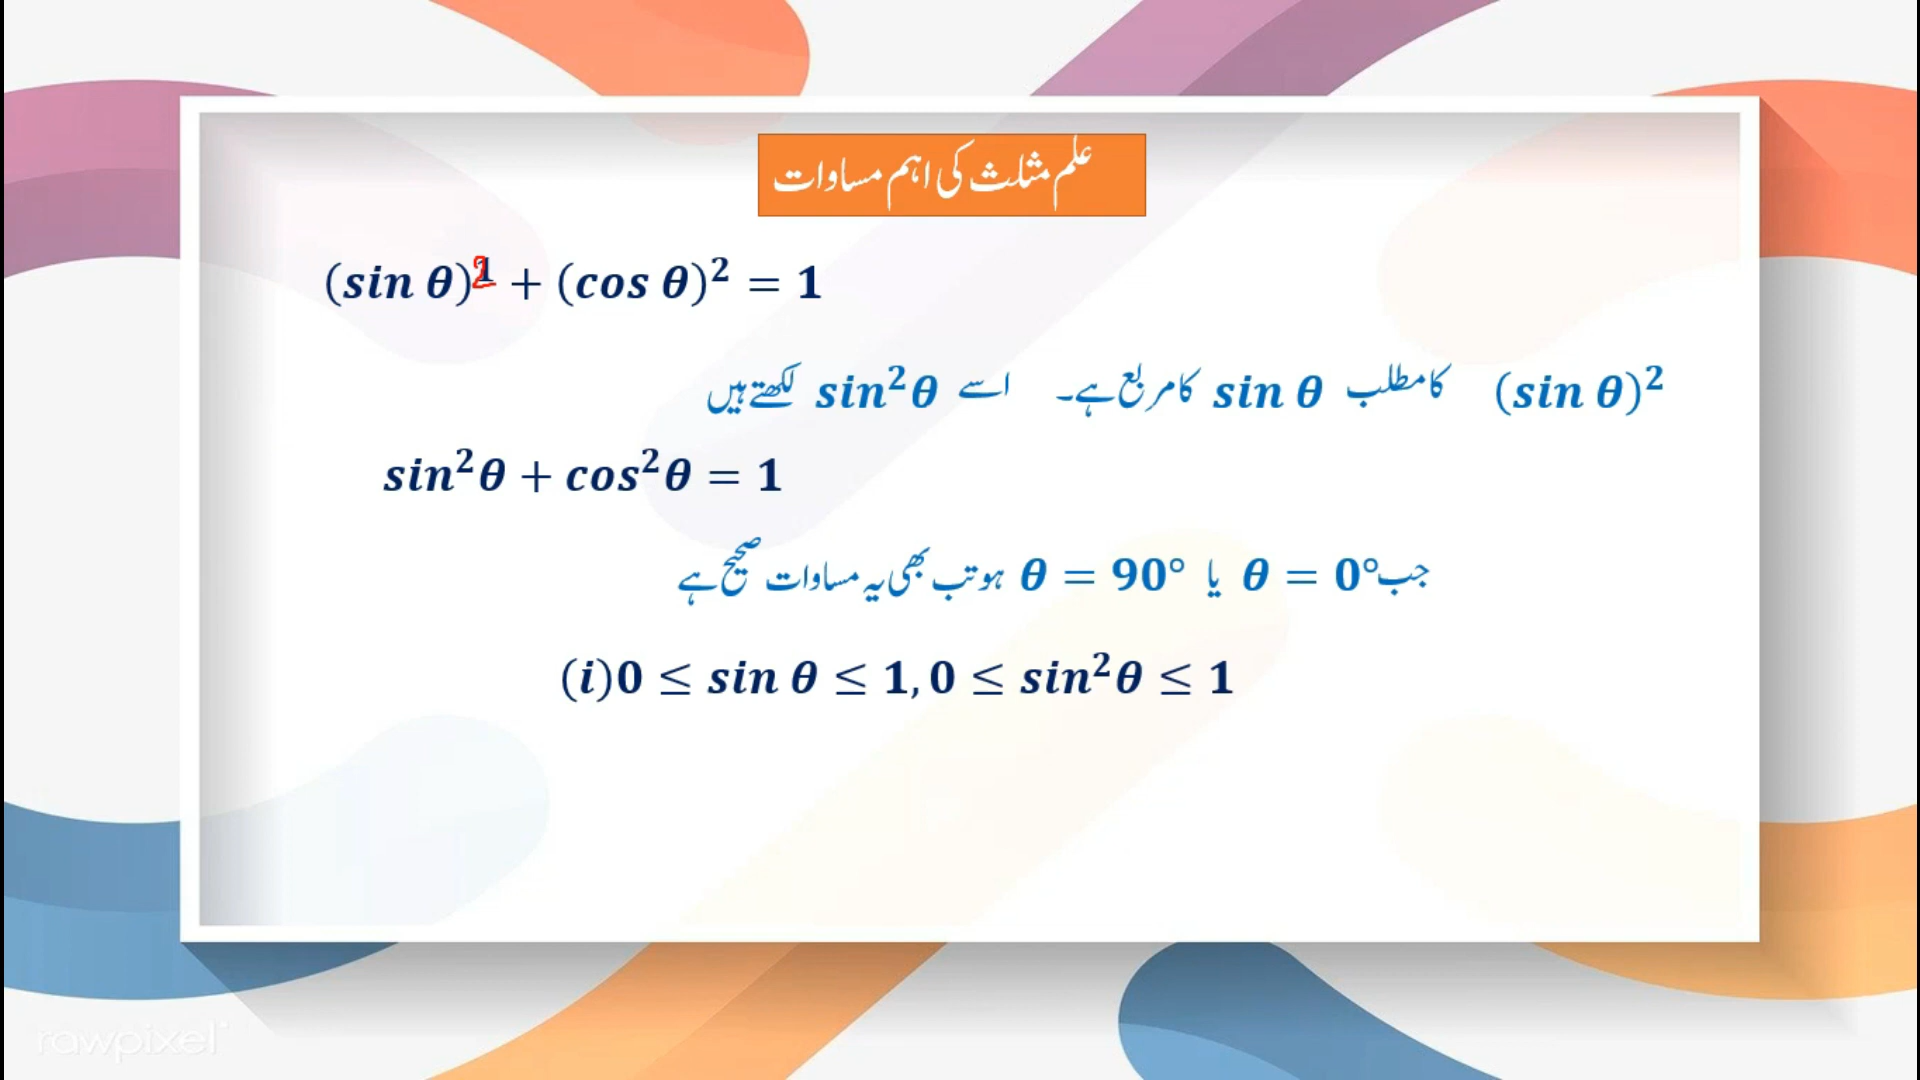 علم مثلث کی اہم مساوات
(sin θ)² + (cos θ)² = 1
(sin θ)² کا مطلب sin θ کا مربع ہے۔ اسے sin²θ لکھتے ہیں
sin²θ + cos²θ = 1
جب θ = 0° یا θ = 90° ہو تب بھی یہ مساوات صحیح ہے
(i)0 ≤ sin θ ≤ 1, 0 ≤ sin²θ ≤ 1
rawpixel